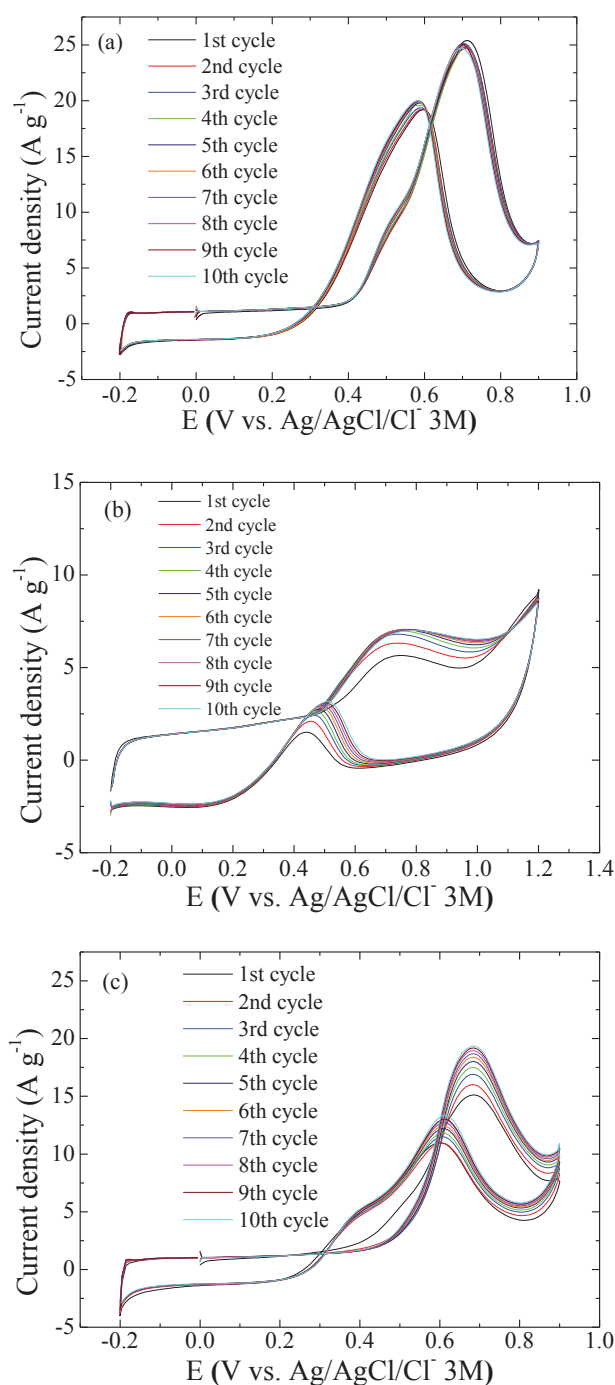 (a)
1st cycle
2nd cycle
3rd cycle
4th cycle
5th cycle
6th cycle
7th cycle
8th cycle
9th cycle
10th cycle
25
20
15
10
5
0
-5
Current density (A g⁻¹)
-0.2 0.0 0.2 0.4 0.6 0.8 1.0
E (V vs. Ag/AgCl/Cl⁻ 3M)
(b)
1st cycle
2nd cycle
3rd cycle
4th cycle
5th cycle
6th cycle
7th cycle
8th cycle
9th cycle
10th cycle
15
10
5
0
-5
Current density (A g⁻¹)
-0.2 0.0 0.2 0.4 0.6 0.8 1.0 1.2 1.4
E (V vs. Ag/AgCl/Cl⁻ 3M)
(c)
1st cycle
2nd cycle
3rd cycle
4th cycle
5th cycle
6th cycle
7th cycle
8th cycle
9th cycle
10th cycle
25
20
15
10
5
0
-5
Current density (A g⁻¹)
-0.2 0.0 0.2 0.4 0.6 0.8 1.0
E (V vs. Ag/AgCl/Cl⁻ 3M)